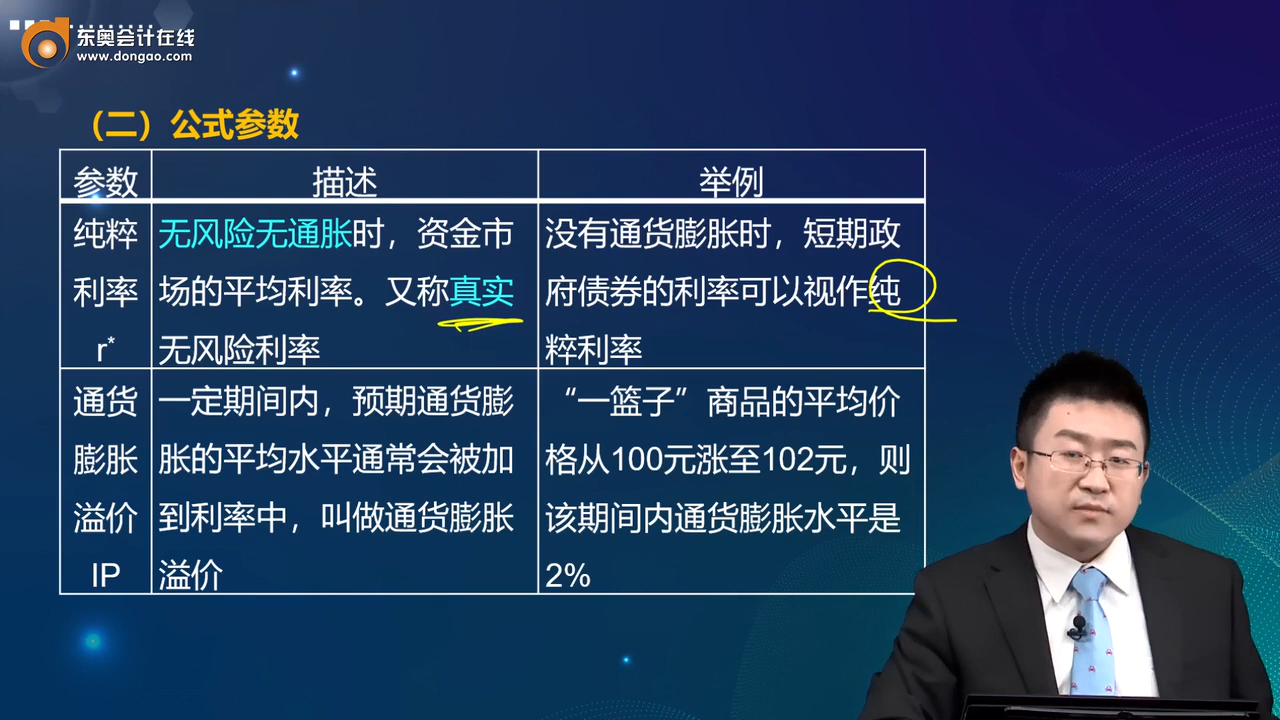 东奥会计在线
www.dongao.com
（二）公式参数
参数 描述 举例
纯粹 无风险无通胀时，资金市 没有通货膨胀时，短期政
利率 场的平均利率。又称真实 府债券的利率可以视作纯
r* 无风险利率 粹利率
通货 一定期间内，预期通货膨 “一篮子”商品的平均价
膨胀 胀的平均水平通常会被加 格从100元涨至102元，则
溢价 到利率中，叫做通货膨胀 该期间内通货膨胀水平是
IP 溢价 2%